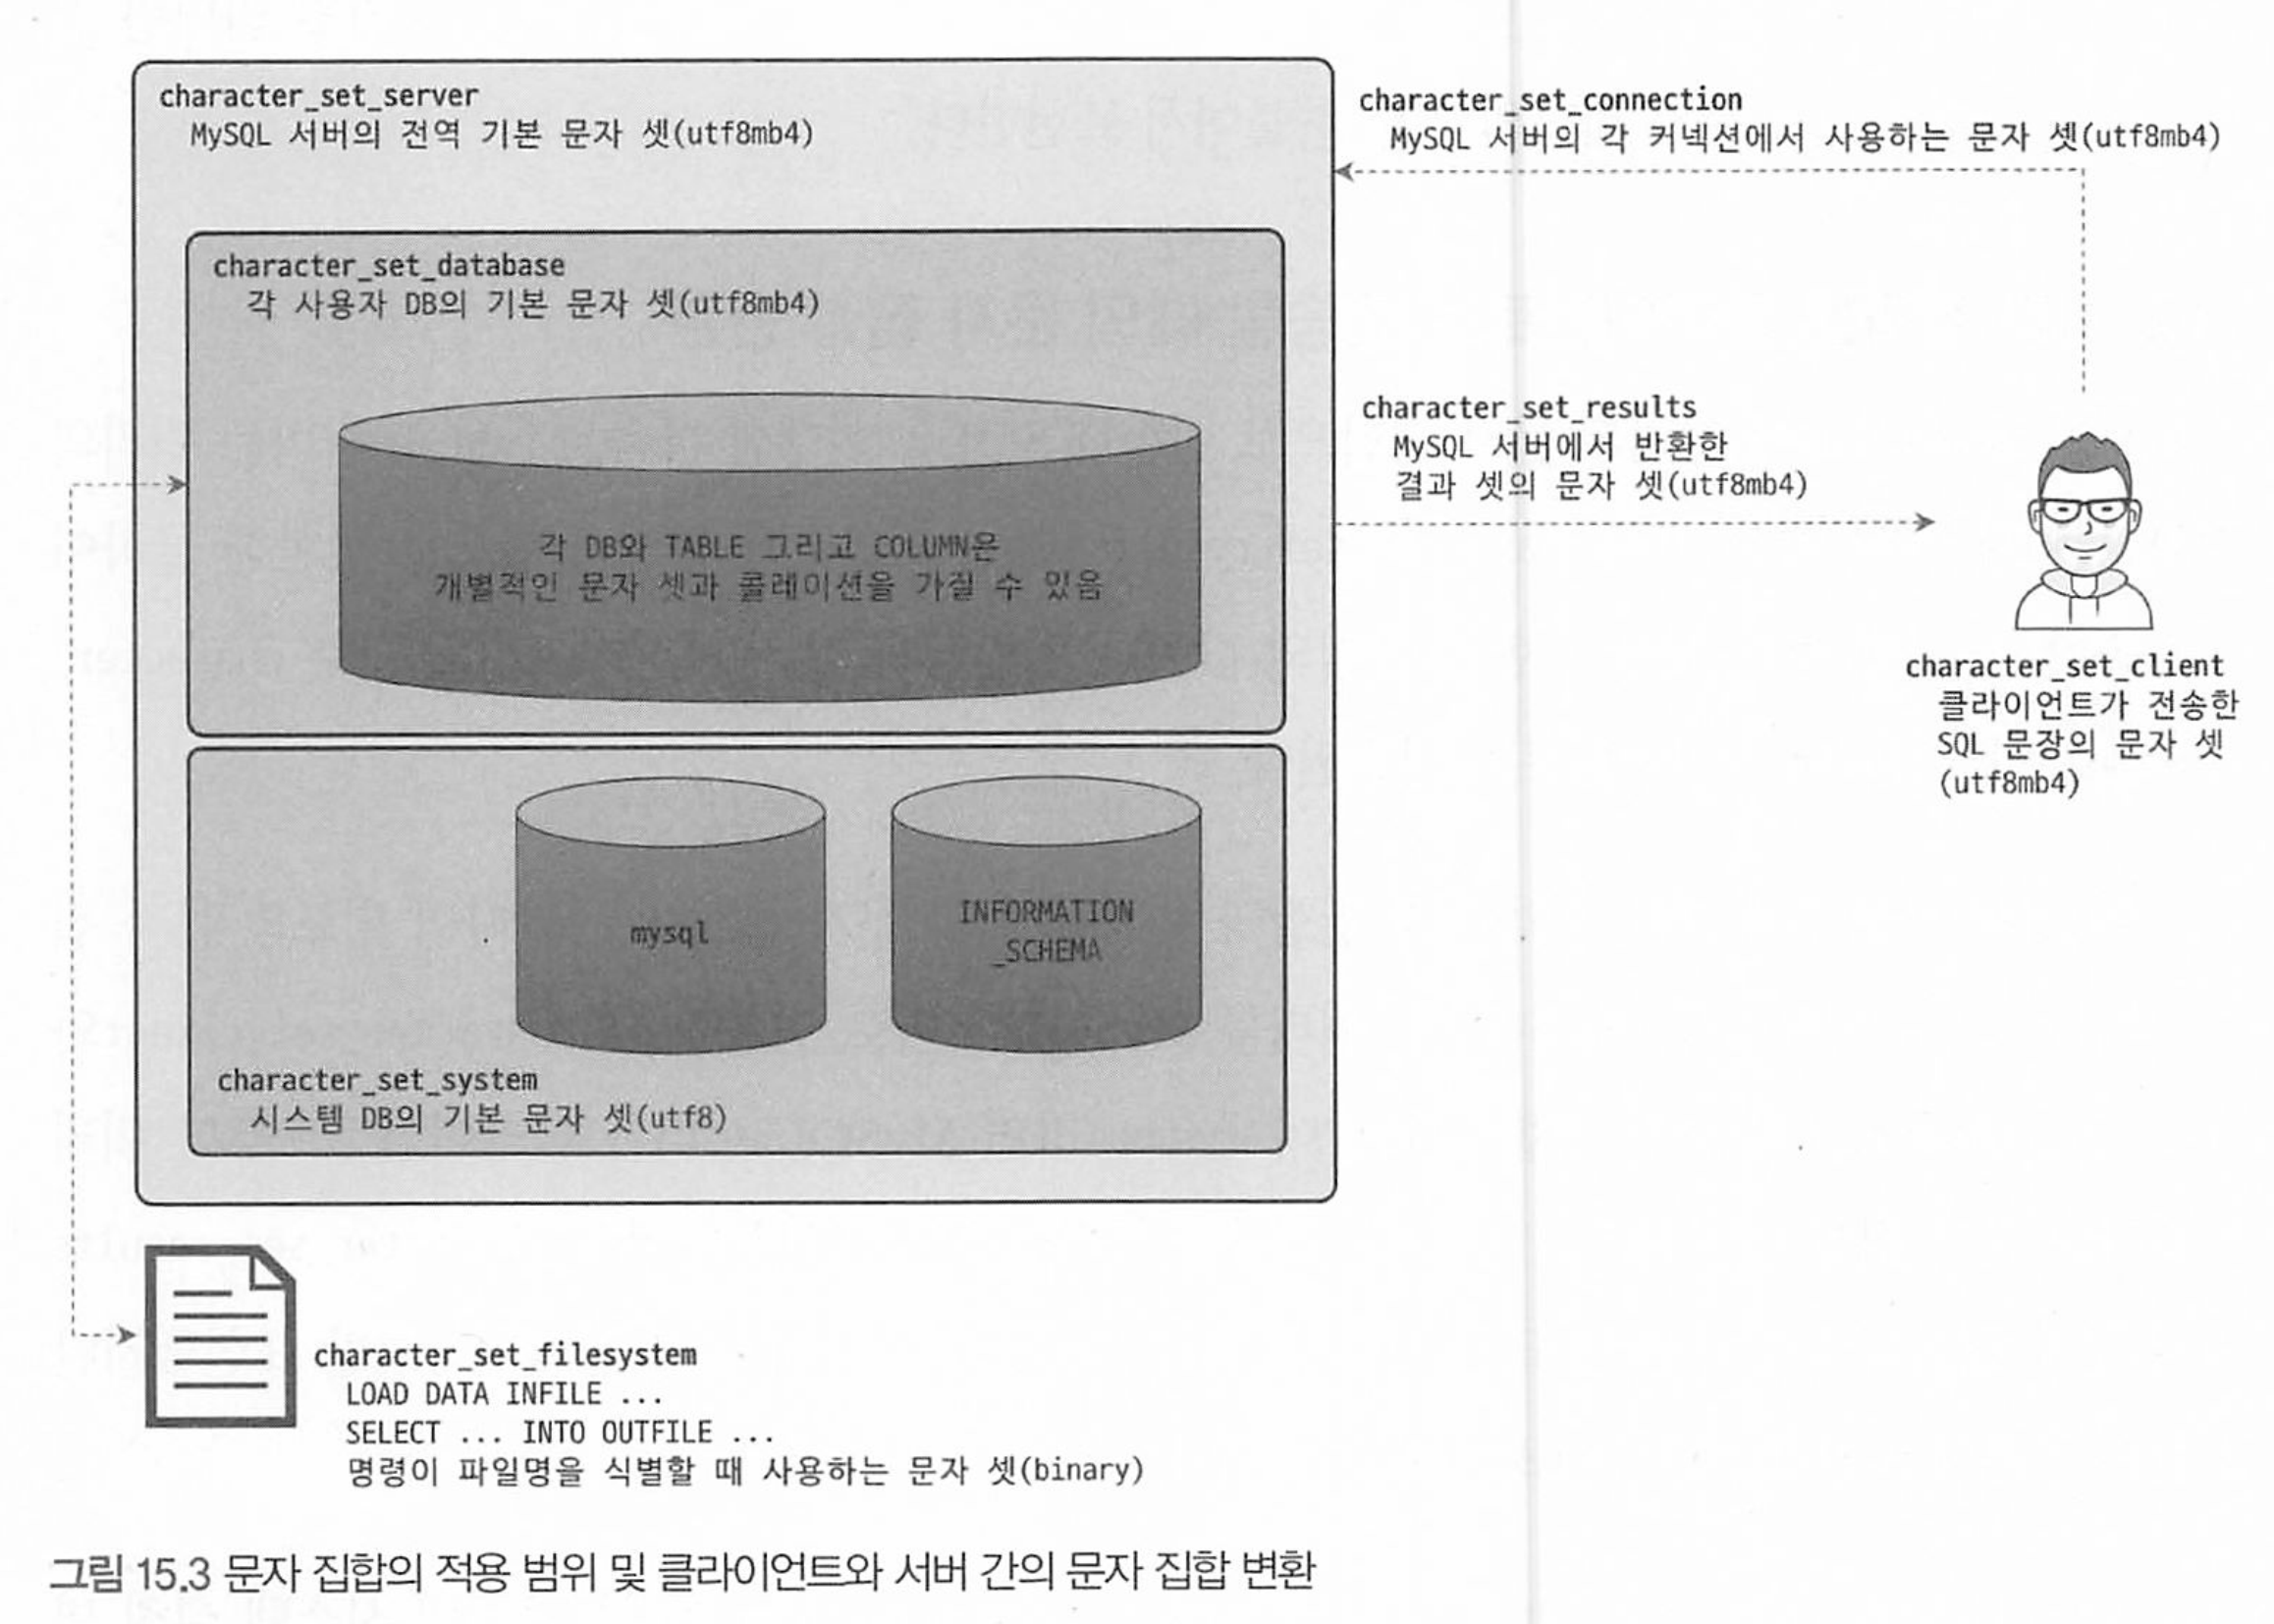 character_set_server
MySQL 서버의 전역 기본 문자 셋(utf8mb4)
character_set_connection
MySQL 서버의 각 커넥션에서 사용하는 문자 셋(utf8mb4)
character_set_database
각 사용자 DB의 기본 문자 셋(utf8mb4)
각 DB와 TABLE 그리고 COLUMN은
개별적인 문자 셋과 콜레이션을 가질 수 있음
character_set_results
MySQL 서버에서 반환한
결과 셋의 문자 셋(utf8mb4)
character_set_client
클라이언트가 전송한
SQL 문장의 문자 셋
(utf8mb4)
mysql
INFORMATION
_SCHEMA
character_set_system
시스템 DB의 기본 문자 셋(utf8)
character_set_filesystem
LOAD DATA INFILE ...
SELECT ... INTO OUTFILE ...
명령이 파일명을 식별할 때 사용하는 문자 셋(binary)
그림 15.3 문자 집합의 적용 범위 및 클라이언트와 서버 간의 문자 집합 변환